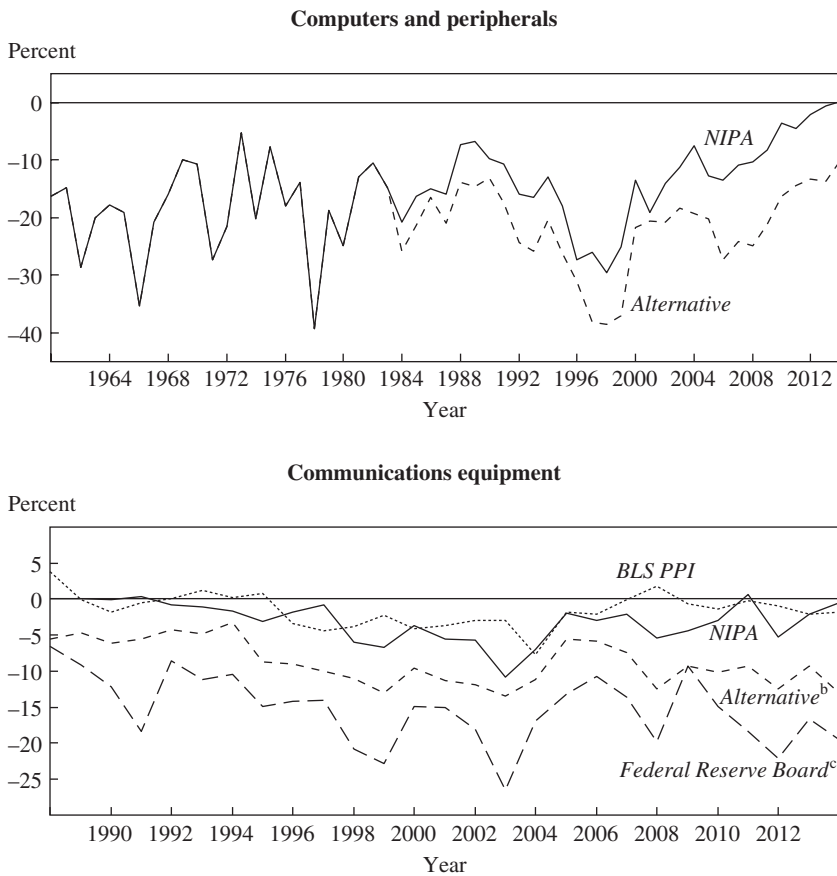 Computers and peripherals
Percent
0
–10
–20
–30
–40
NIPA
Alternative
1964 1968 1972 1976 1980 1984 1988 1992 1996 2000 2004 2008 2012
Year
Communications equipment
Percent
5
0
–5
–10
–15
–20
–25
BLS PPI
NIPA
Alternativeᵇ
Federal Reserve Boardᶜ
1990 1992 1994 1996 1998 2000 2002 2004 2006 2008 2010 2012
Year